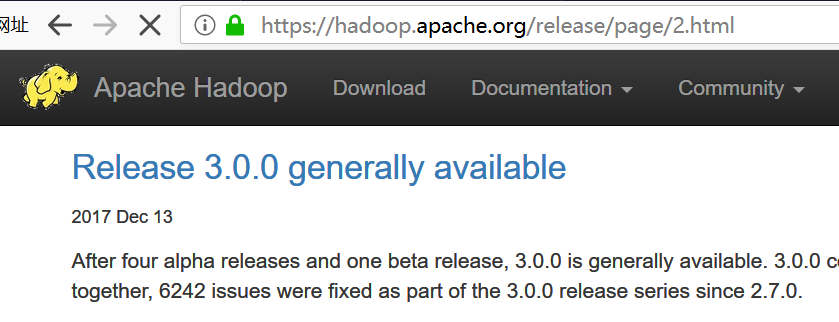 网址
https://hadoop.apache.org/release/page/2.html
Apache Hadoop Download Documentation Community
Release 3.0.0 generally available
2017 Dec 13
After four alpha releases and one beta release, 3.0.0 is generally available. 3.0.0
together, 6242 issues were fixed as part of the 3.0.0 release series since 2.7.0.